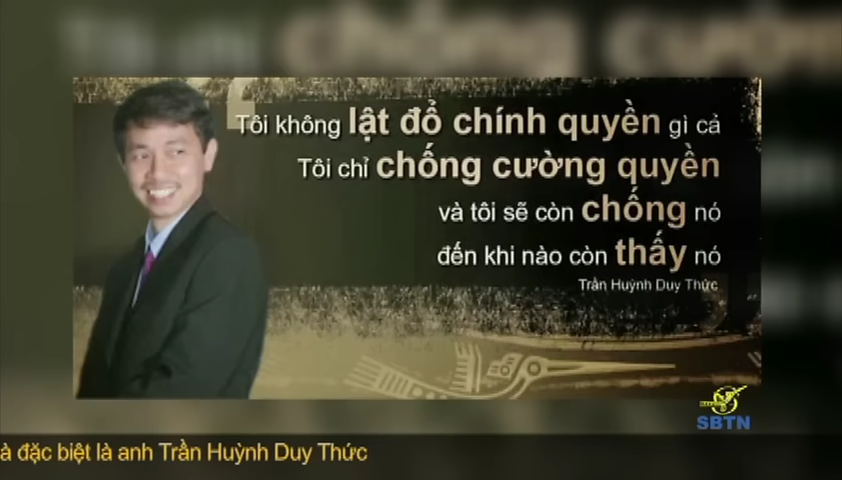 Tôi không lật đổ chính quyền gì cả
Tôi chỉ chống cường quyền
và tôi sẽ còn chống nó
đến khi nào còn thấy nó
Trần Huỳnh Duy Thức
SBTN
à đặc biệt là anh Trần Huỳnh Duy Thức